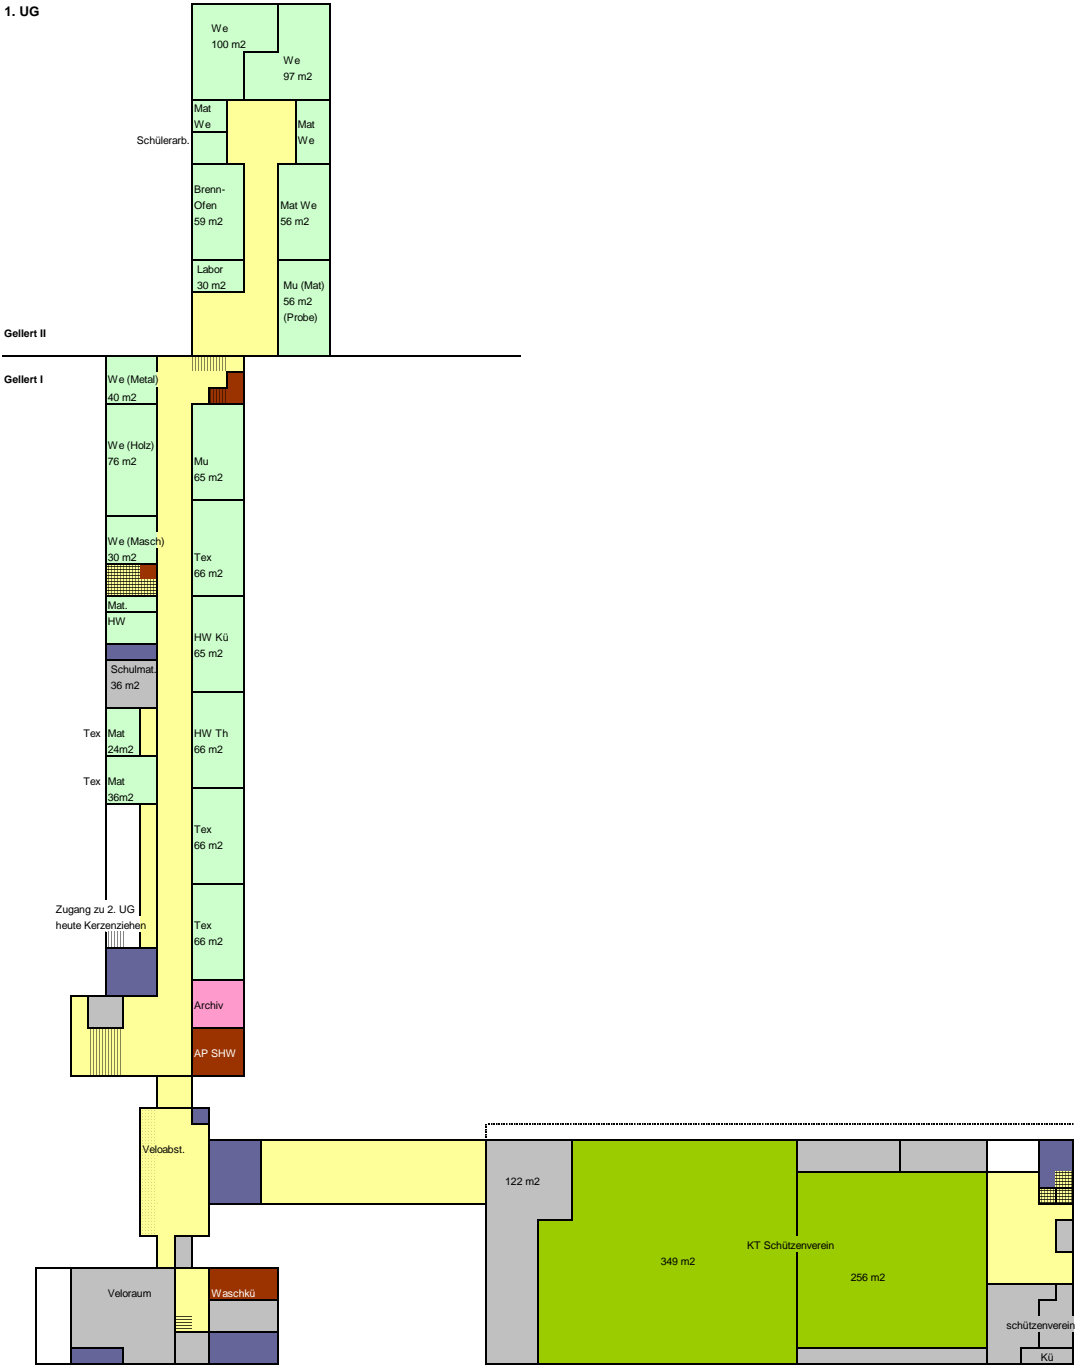 1. UG
We
100 m2
We
97 m2
Mat
We
Mat
We
Schülerarb.
Brenn-
Ofen
59 m2
Mat We
56 m2
Labor
30 m2
Mu (Mat)
56 m2
(Probe)
Gellert II
Gellert I
We (Metal)
40 m2
We (Holz)
76 m2
Mu
65 m2
We (Masch)
30 m2
Tex
66 m2
Mat.
HW
HW Kü
65 m2
Schulmat.
36 m2
Tex Mat
24m2
HW Th
66 m2
Tex Mat
36m2
Tex
66 m2
Zugang zu 2. UG
heute Kerzenziehen
Tex
66 m2
Archiv
AP SHW
Veloabst.
122 m2
KT Schützenverein
349 m2
256 m2
Veloraum
Waschkü
schützenverein
Kü